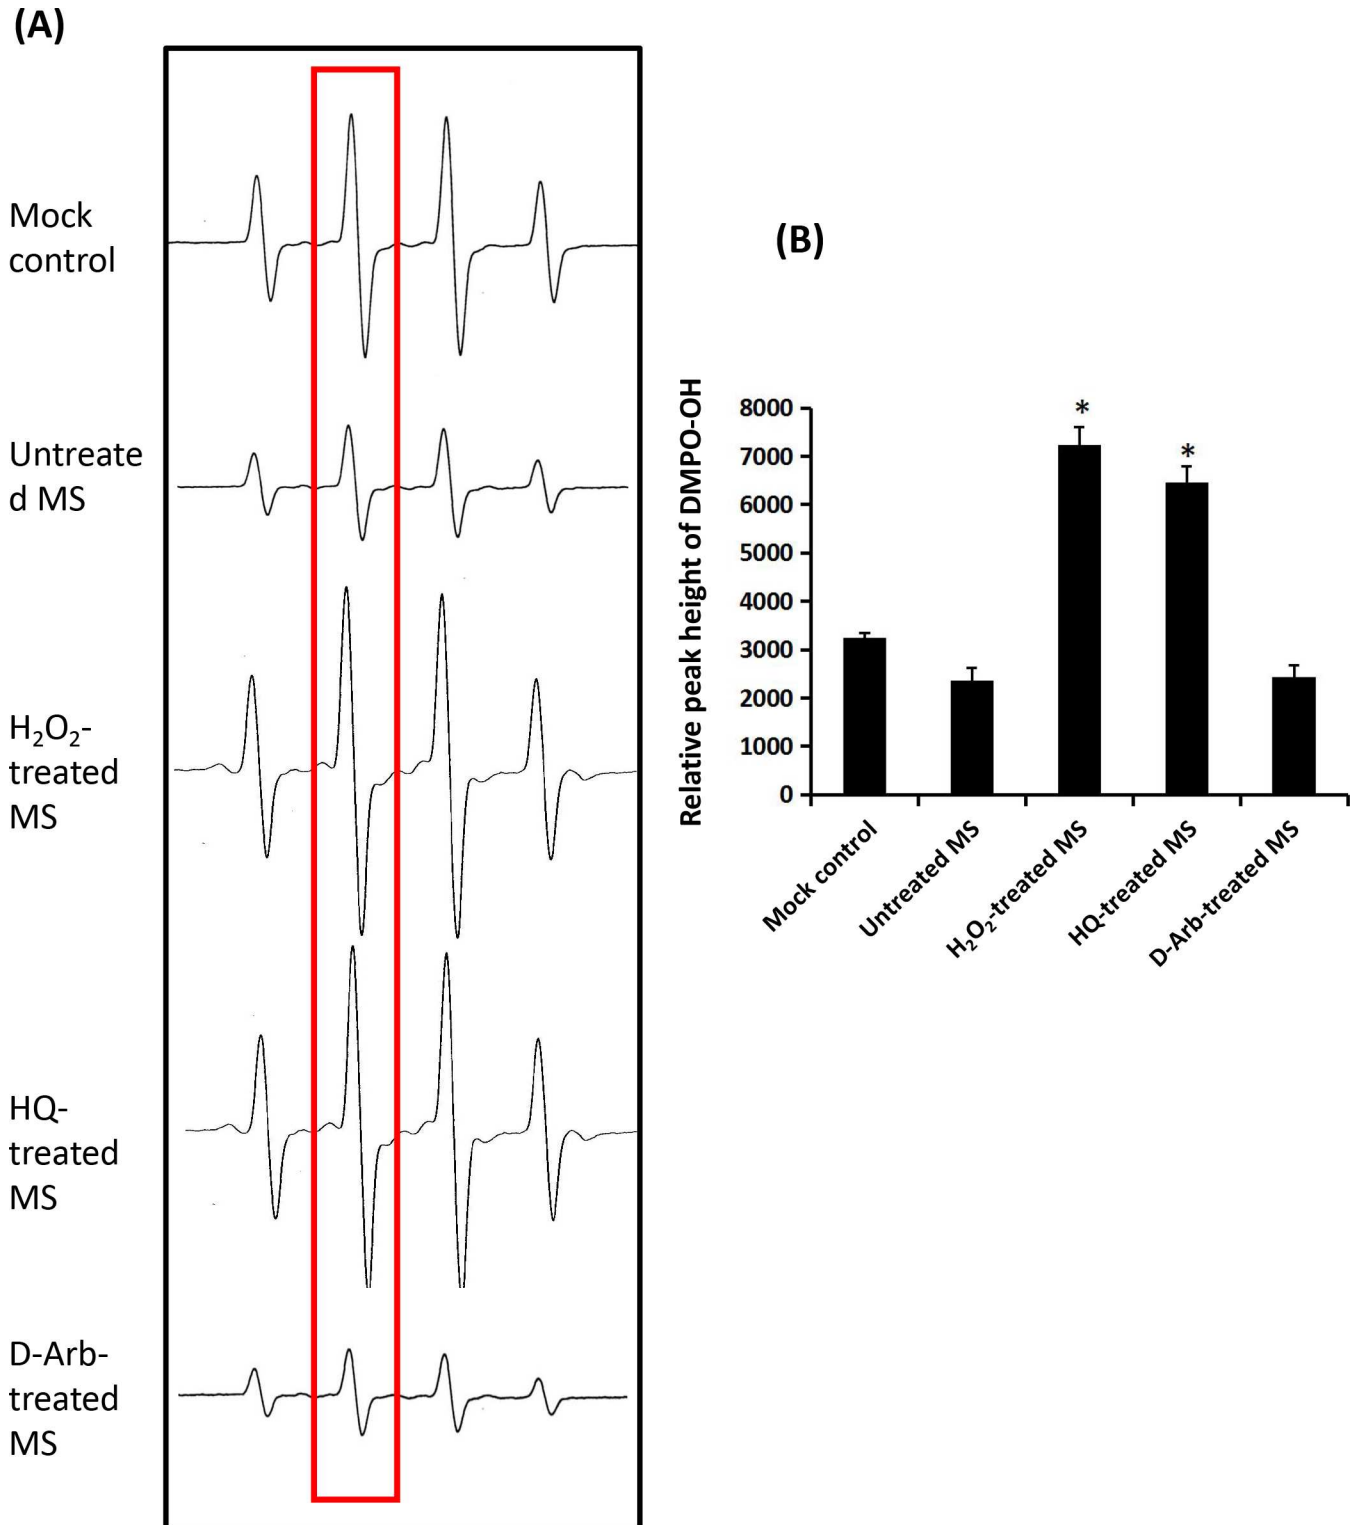 (A)
Mock
control
Untreate
d MS
H₂O₂-
treated
MS
HQ-
treated
MS
D-Arb-
treated
MS
(B)
Relative peak height of DMPO-OH
8000
7000
6000
5000
4000
3000
2000
1000
0
*
*
Mock control
Untreated MS
H₂O₂-treated MS
HQ-treated MS
D-Arb-treated MS